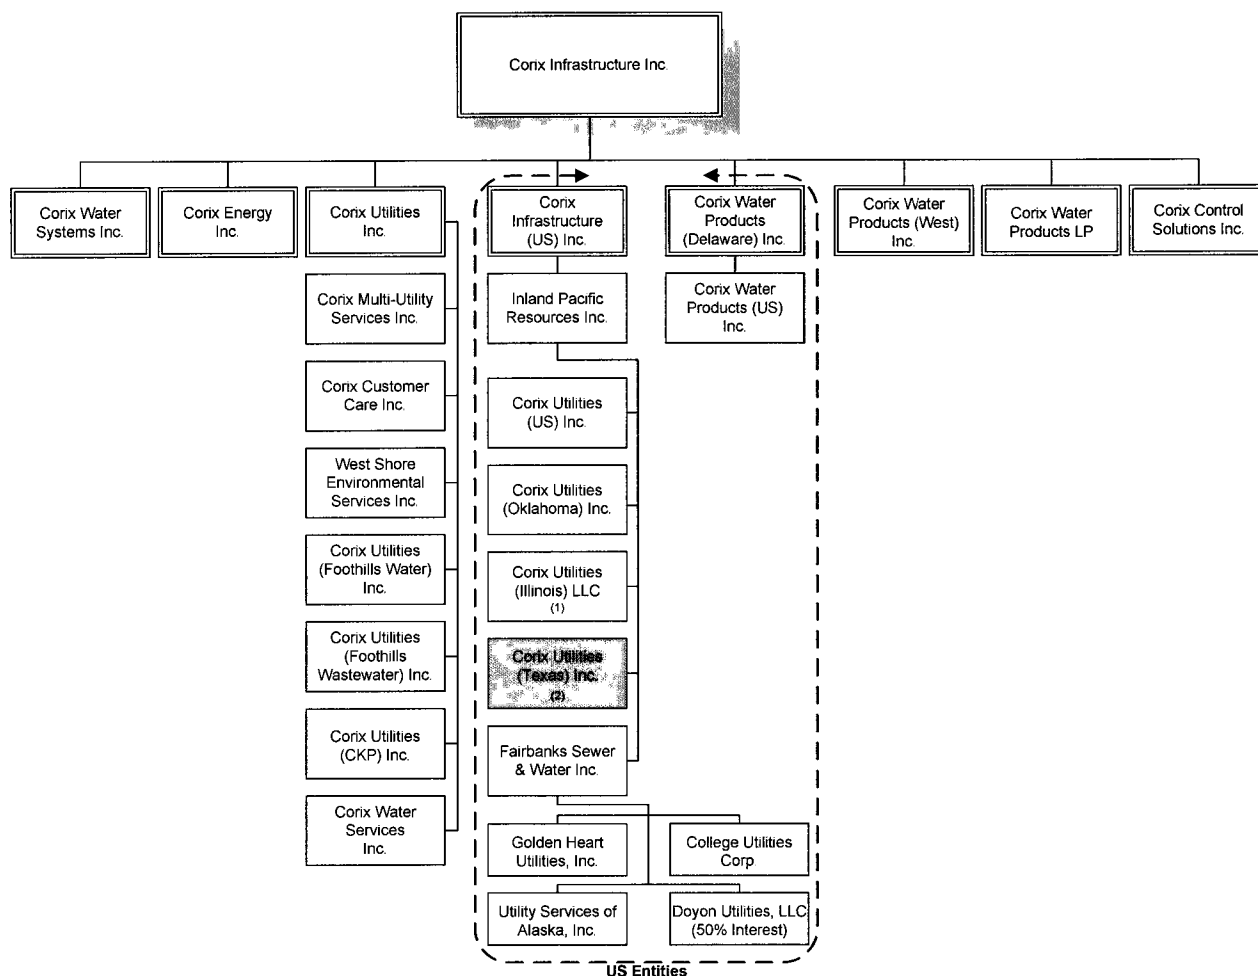 Corix Infrastructure Inc.
Corix Water
Systems Inc.
Corix Energy
Inc.
Corix Utilities
Inc.
Corix
Infrastructure
(US) Inc.
Corix Water
Products
(Delaware) Inc.
Corix Water
Products (West)
Inc.
Corix Water
Products LP
Corix Control
Solutions Inc.
Corix Multi-Utility
Services Inc.
Corix Customer
Care Inc.
West Shore
Environmental
Services Inc.
Corix Utilities
(Foothills Water)
Inc.
Corix Utilities
(Foothills
Wastewater) Inc.
Corix Utilities
(CKP) Inc.
Corix Water
Services
Inc.
Inland Pacific
Resources Inc.
Corix Utilities
(US) Inc.
Corix Utilities
(Oklahoma) Inc.
Corix Utilities
(Illinois) LLC
(1)
Corix Utilities
(Texas) Inc.
(2)
Fairbanks Sewer
& Water Inc.
Golden Heart
Utilities, Inc.
College Utilities
Corp
Utility Services of
Alaska, Inc.
Doyon Utilities, LLC
(50% Interest)
Corix Water
Products (US)
Inc.
US Entities